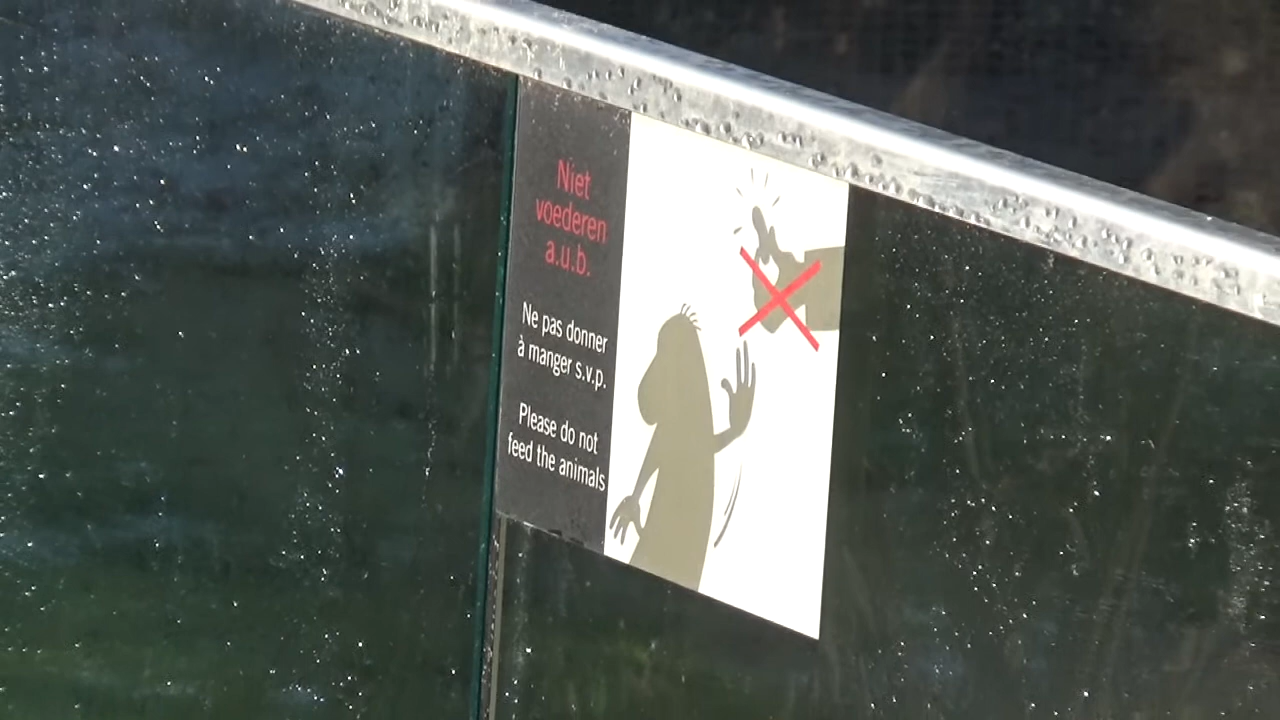 Niet
voederen
a.u.b.
Ne pas donner
à manger s.v.p.
Please do not
feed the animals